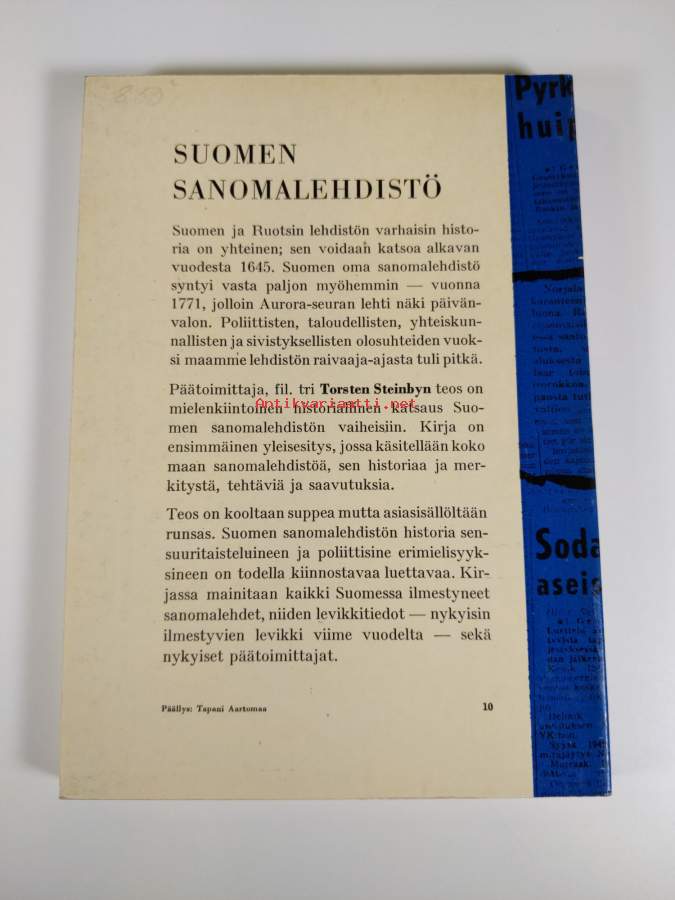 8.50
SUOMEN
SANOMALEHDISTÖ
Suomen ja Ruotsin lehdistön varhaisin histo-
ria on yhteinen; sen voidaan katsoa alkavan
vuodesta 1645. Suomen oma sanomalehdistö
syntyi vasta paljon myöhemmin — vuonna
1771, jolloin Aurora-seuran lehti näki päivän-
valon. Poliittisten, taloudellisten, yhteiskun-
nallisten ja sivistyksellisten olosuhteiden vuok-
si maamme lehdistön raivaaja-ajasta tuli pitkä.
Päätoimittaja, fil. tri Torsten Steinbyn teos on
mielenkiintoinen historiallinen katsaus Suo-
men sanomalehdistön vaiheisiin. Kirja on
ensimmäinen yleisesitys, jossa käsitellään koko
maan sanomalehdistöä, sen historiaa ja mer-
kitystä, tehtäviä ja saavutuksia.
Teos on kooltaan suppea mutta asiasisällöltään
runsas. Suomen sanomalehdistön historia sen-
suuritaisteluineen ja poliittisine erimielisyyk-
sineen on todella kiinnostavaa luettavaa. Kir-
jassa mainitaan kaikki Suomessa ilmestyneet
sanomalehdet, niiden levikkitiedot — nykyisin
ilmestyvien levikki viime vuodelta — sekä
nykyiset päätoimittajat.
Päällys: Tapani Aartomaa 10
Antikvariaatti.net
Pyrk
huip
Soda
aseis